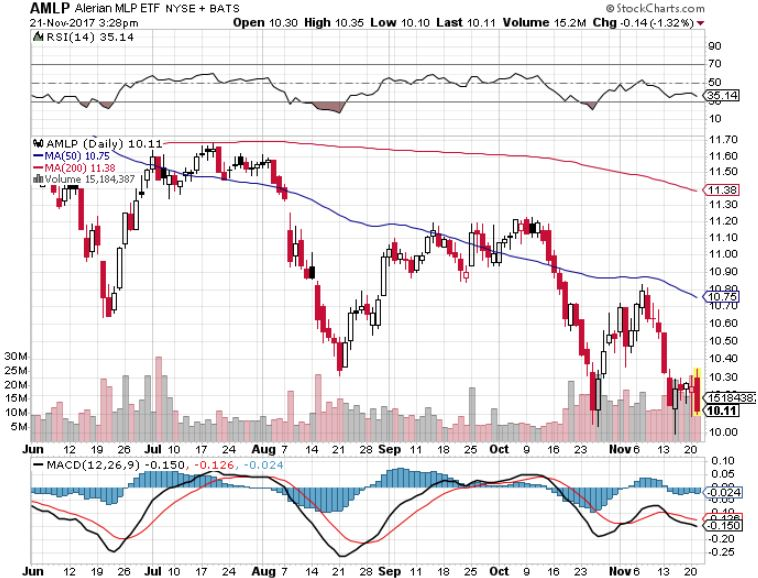 AMLP Alerian MLP ETF NYSE + BATS © StockCharts.com
21-Nov-2017 3:28pm Open 10.30 High 10.35 Low 10.10 Last 10.11 Volume 15.2M Chg -0.14 (-1.32%)
RSI(14) 35.14
90
70
50
35.14
30
10
AMLP (Daily) 10.11
MA(50) 10.75
MA(200) 11.38
Volume 15,184,387
11.70
11.60
11.50
11.38
11.30
11.20
11.10
11.00
10.90
10.80
10.75
10.70
10.60
10.50
10.40
10.30
10.20
15184387
10.11
10.00
30M
25M
20M
15M
10M
5M
Jun 12 19 26 Jul 10 17 24 Aug 7 14 21 28 Sep 11 18 25 Oct 9 16 23 Nov 6 13 20
MACD(12,26,9) -0.150, -0.126, -0.024
0.10
0.05
0.00
-0.024
-0.05
-0.126
-0.150
-0.20
-0.25
Jun 12 19 26 Jul 10 17 24 Aug 7 14 21 28 Sep 11 18 25 Oct 9 16 23 Nov 6 13 20